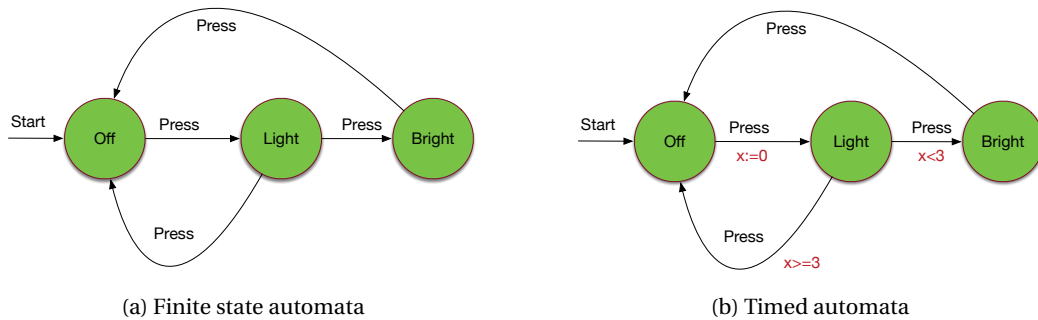 Press
Start
Off
Press
Light
Press
Bright
Press
(a) Finite state automata
Press
Start
Off
Press
x:=0
Light
Press
x<3
Bright
Press
x>=3
(b) Timed automata